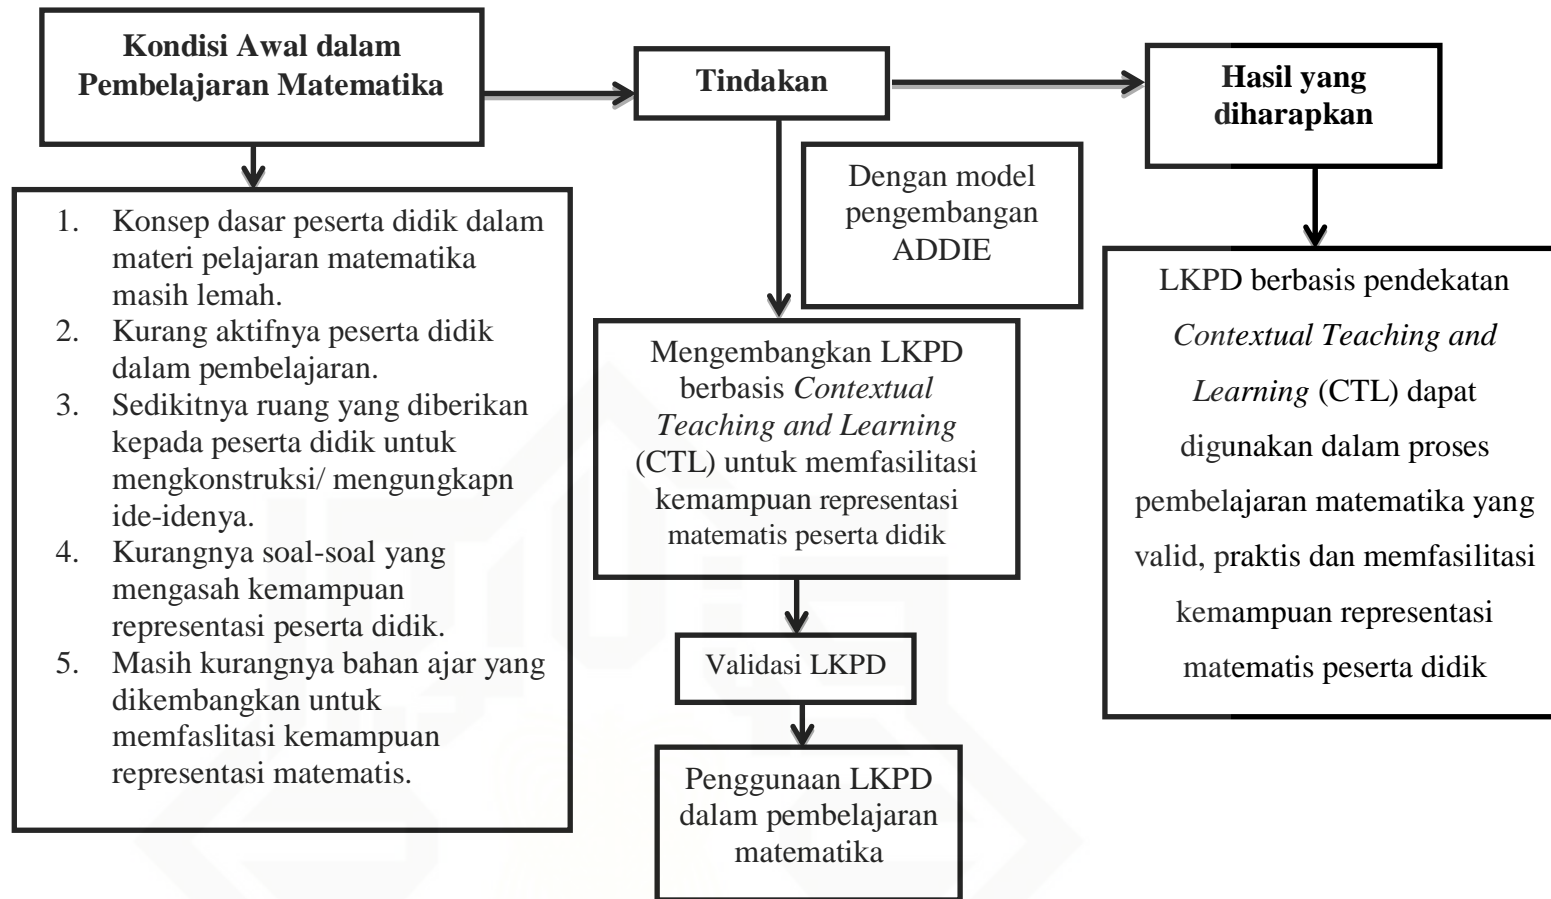 Kondisi Awal dalam
Pembelajaran Matematika
Tindakan
Hasil yang
diharapkan
1. Konsep dasar peserta didik dalam
materi pelajaran matematika
masih lemah.
2. Kurang aktifnya peserta didik
dalam pembelajaran.
3. Sedikitnya ruang yang diberikan
kepada peserta didik untuk
mengkonstruksi/ mengungkapn
ide-idenya.
4. Kurangnya soal-soal yang
mengasah kemampuan
representasi peserta didik.
5. Masih kurangnya bahan ajar yang
dikembangkan untuk
memfaslitasi kemampuan
representasi matematis.
Dengan model
pengembangan
ADDIE
Mengembangkan LKPD
berbasis Contextual
Teaching and Learning
(CTL) untuk memfasilitasi
kemampuan representasi
matematis peserta didik
Validasi LKPD
Penggunaan LKPD
dalam pembelajaran
matematika
LKPD berbasis pendekatan
Contextual Teaching and
Learning (CTL) dapat
digunakan dalam proses
pembelajaran matematika yang
valid, praktis dan memfasilitasi
kemampuan representasi
matematis peserta didik